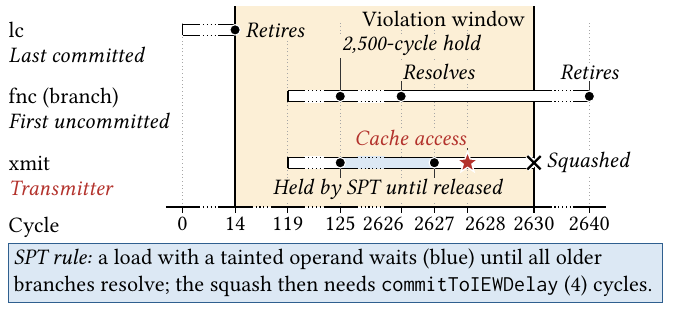 lc
Last committed
Retires
Violation window
2,500-cycle hold
Resolves
Retires
fnc (branch)
First uncommitted
Cache access
xmit
Transmitter
Squashed
Held by SPT until released
Cycle 0 14 119 125 2626 2627 2628 2630 2640
SPT rule: a load with a tainted operand waits (blue) until all older
branches resolve; the squash then needs commitToIEWDelay (4) cycles.